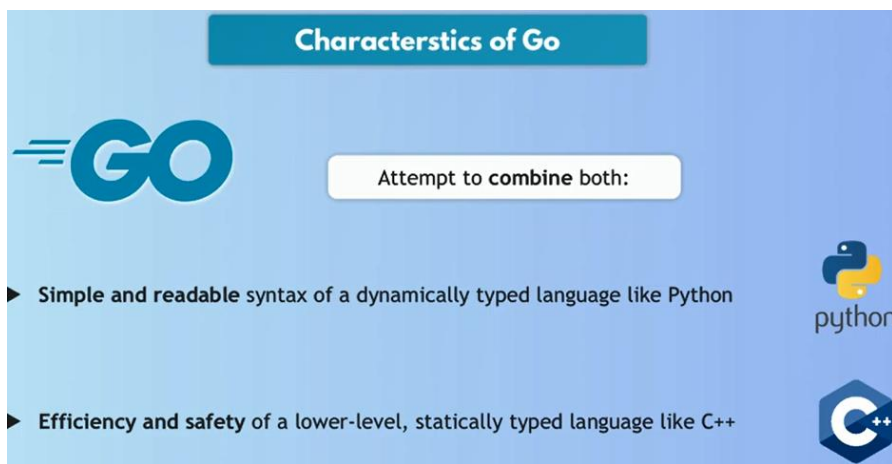 Characterstics of Go
GO
Attempt to combine both:
Simple and readable syntax of a dynamically typed language like Python
python
Efficiency and safety of a lower-level, statically typed language like C++
C++